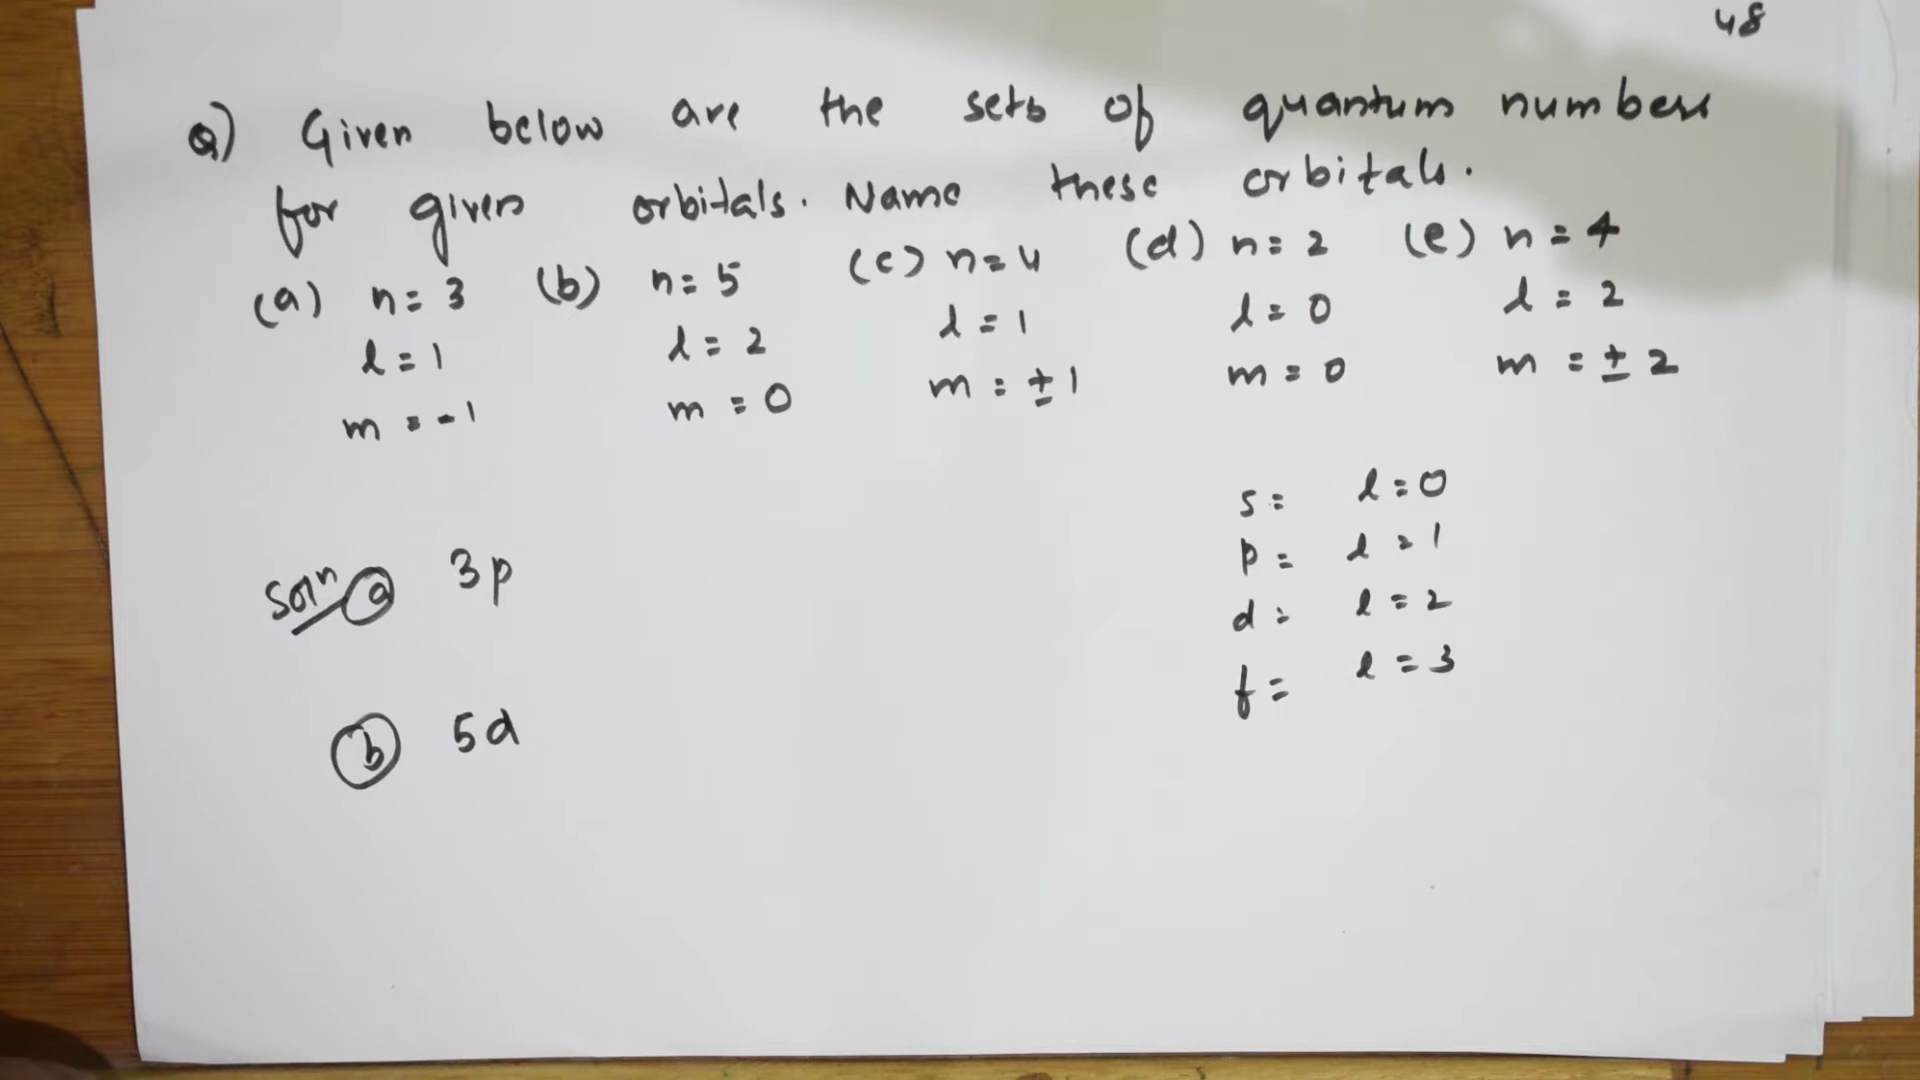 48
Q) Given below are the sets of quantum numbers
for given orbitals. Name these orbitals.
(a) n = 3 (b) n = 5 (c) n = 4 (d) n = 2 (e) n = 4
l = 1 l = 2 l = 1 l = 0 l = 2
m = -1 m = 0 m = ± 1 m = 0 m = ± 2
s = l = 0
p = l = 1
d = l = 2
f = l = 3
Solⁿ (a) 3p
(b) 5d